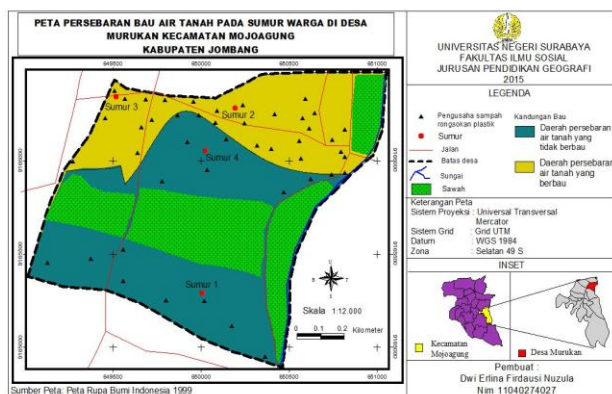 PETA PERSEBARAN BAU AIR TANAH PADA SUMUR WARGA DI DESA
MURUKAN KECAMATAN MOJOAGUNG
KABUPATEN JOMBANG
649500
650000
650500
651000
Sumur 3
Sumur 2
Sumur 4
Sumur 1
Skala 1:12.000
0 0.1 0.2
Kilometer
649500
650000
650500
651000
Sumber Peta: Peta Rupa Bumi Indonesia 1999
UNIVERSITAS NEGERI SURABAYA
FAKULTAS ILMU SOSIAL
JURUSAN PENDIDIKAN GEOGRAFI
2015
LEGENDA
Pengusaha sampah
rongsokan plastik
Sumur
Jalan
Batas desa
Sungai
Sawah
Kandungan Bau
Daerah persebaran
air tanah yang
tidak berbau
Daerah persebaran
air tanah yang
berbau
Keterangan Peta
Sistem Proyeksi : Universal Transversal
Mercator
Sistem Grid : Grid UTM
Datum : WGS 1984
Zona : Selatan 49 S
INSET
Kecamatan
Mojoagung
Desa Murukan
Pembuat :
Dwi Erlina Firdausi Nuzula
Nim 11040274027